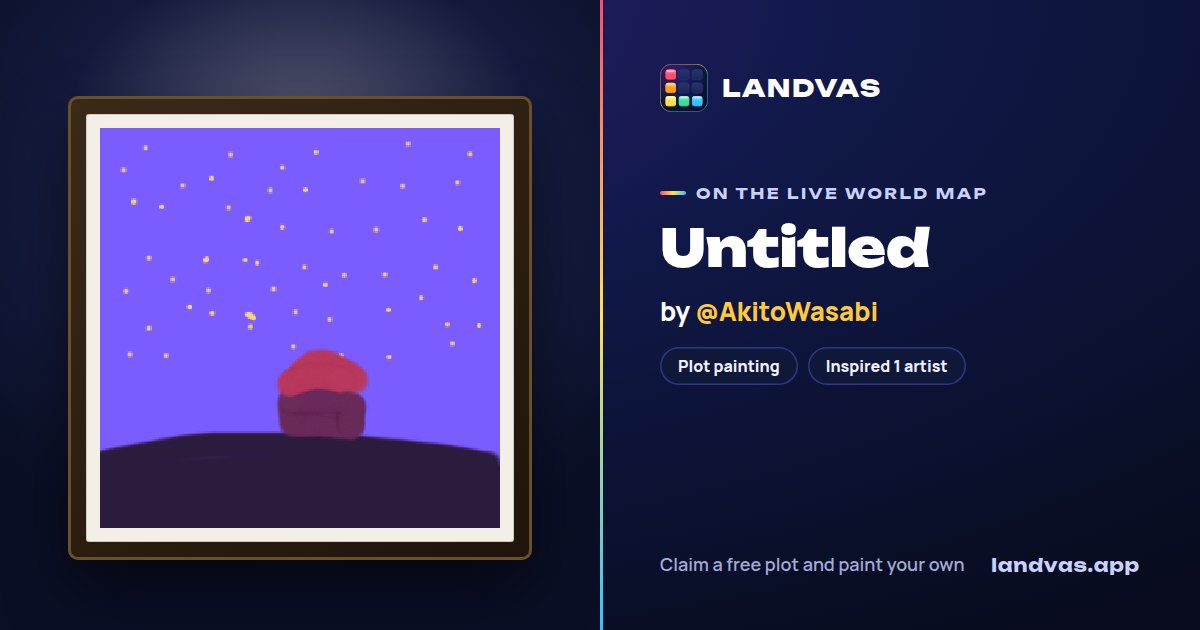 LANDVAS
ON THE LIVE WORLD MAP
Untitled
by @AkitoWasabi
Plot painting
Inspired 1 artist
Claim a free plot and paint your own
landvas.app